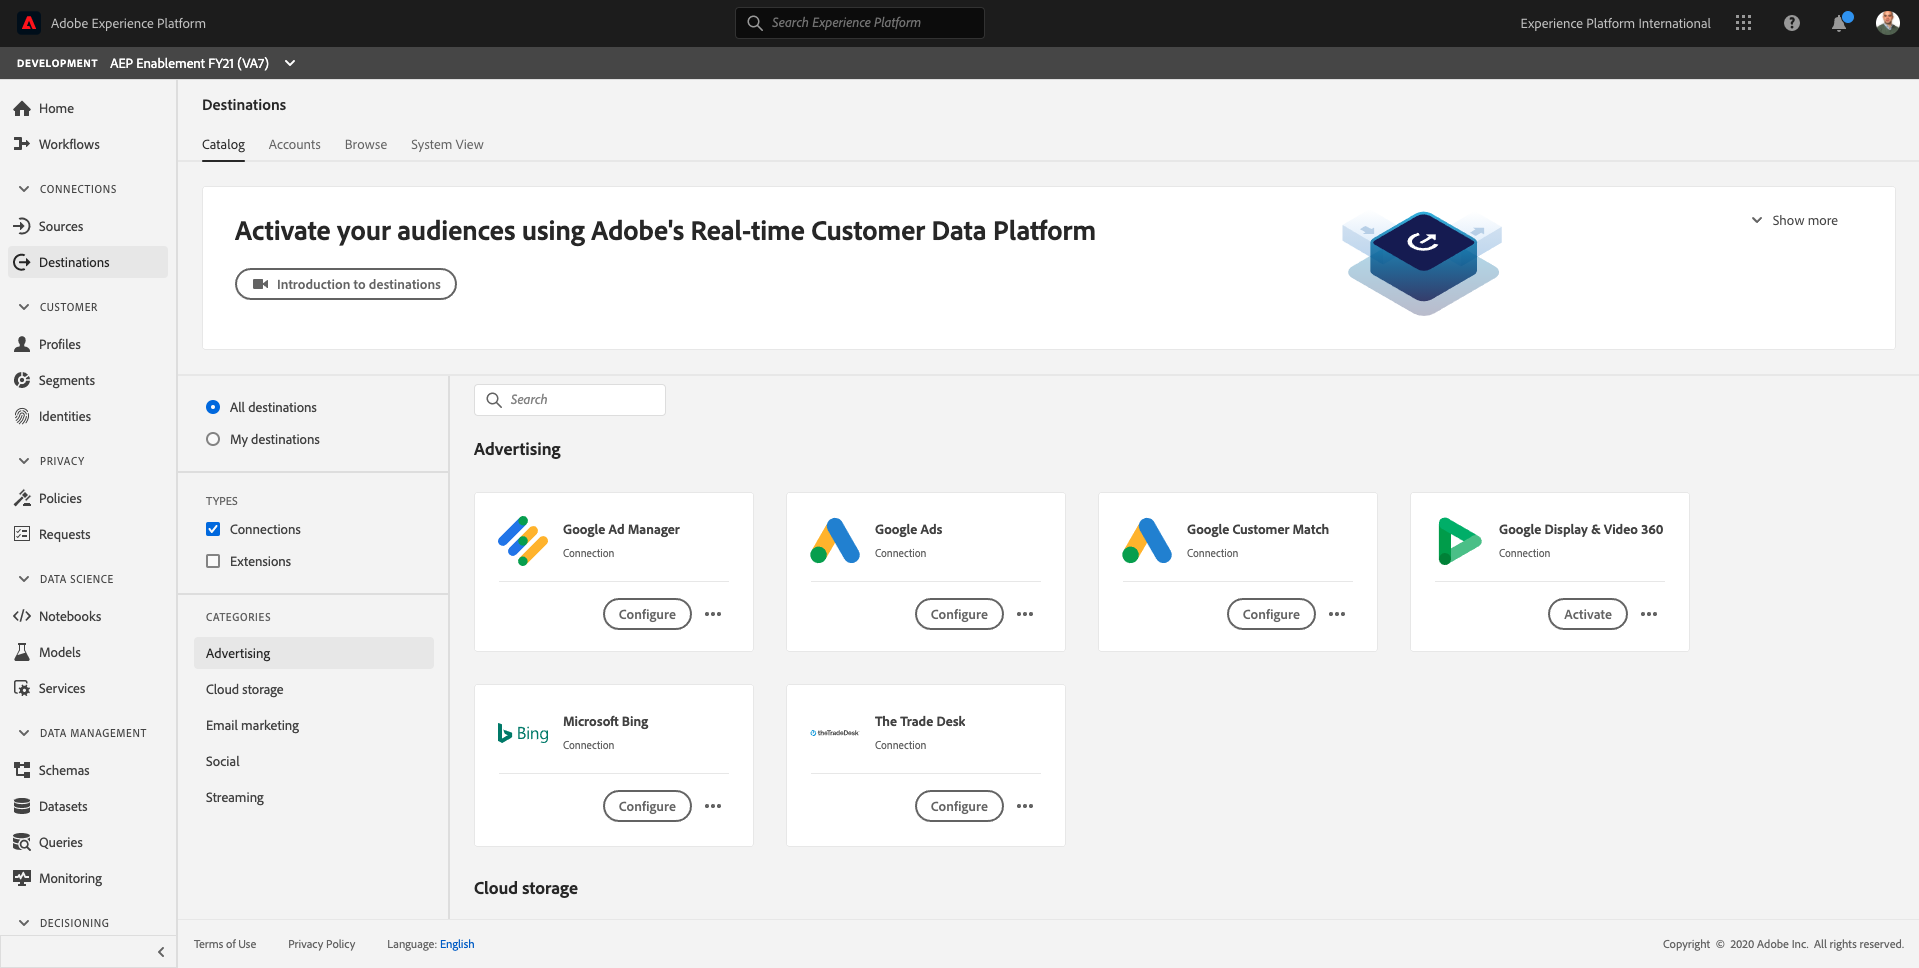 Adobe Experience Platform
Search Experience Platform
Experience Platform International
DEVELOPMENT AEP Enablement FY21 (VA7)
Home
Workflows
CONNECTIONS
Sources
Destinations
CUSTOMER
Profiles
Segments
Identities
PRIVACY
Policies
Requests
DATA SCIENCE
Notebooks
Models
Services
DATA MANAGEMENT
Schemas
Datasets
Queries
Monitoring
DECISIONING
Destinations
Catalog Accounts Browse System View
Activate your audiences using Adobe's Real-time Customer Data Platform
Show more
Introduction to destinations
All destinations
My destinations
TYPES
Connections
Extensions
CATEGORIES
Advertising
Cloud storage
Email marketing
Social
Streaming
Search
Advertising
Google Ad Manager
Connection
Configure
Google Ads
Connection
Configure
Google Customer Match
Connection
Configure
Google Display & Video 360
Connection
Activate
Bing
Microsoft Bing
Connection
Configure
theTradeDesk
The Trade Desk
Connection
Configure
Cloud storage
Terms of Use Privacy Policy Language: English
Copyright © 2020 Adobe Inc. All rights reserved.